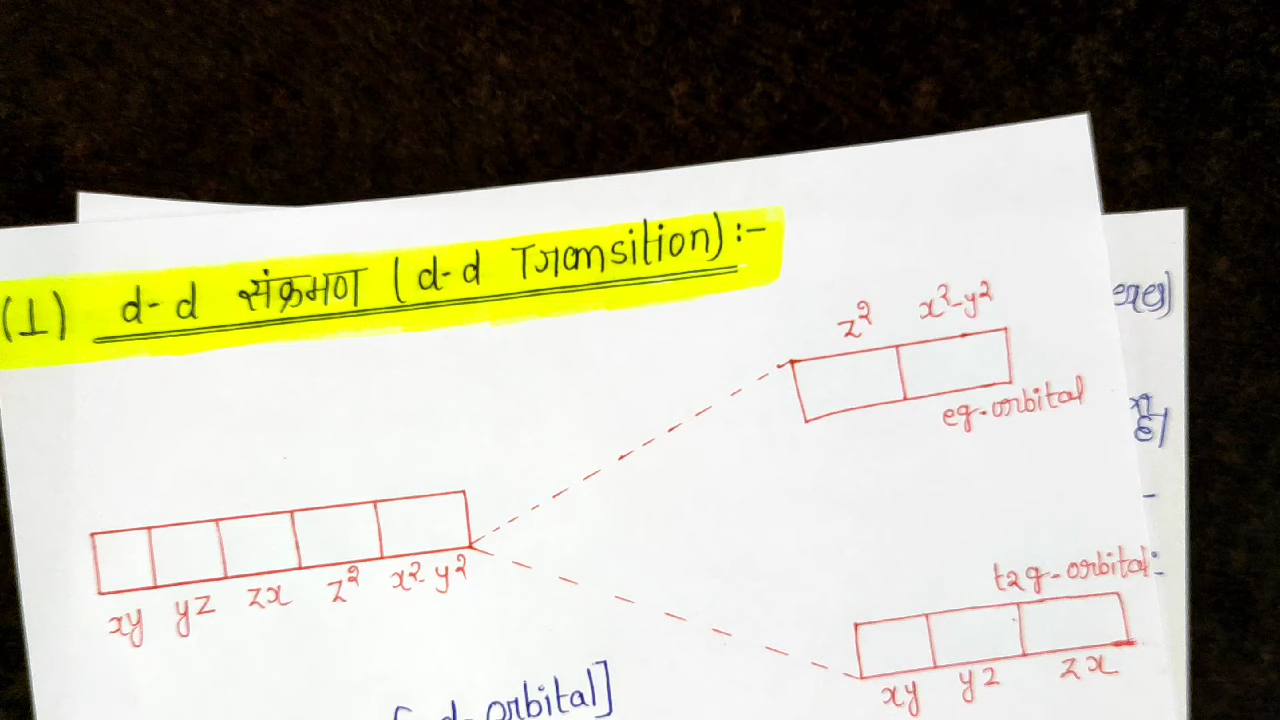 (1) d-d संक्रमण (d-d Transition):-
z² x²-y²
eg-orbital
xy yz zx z² x²-y²
t2g-orbital:
xy yz zx
d-orbital]